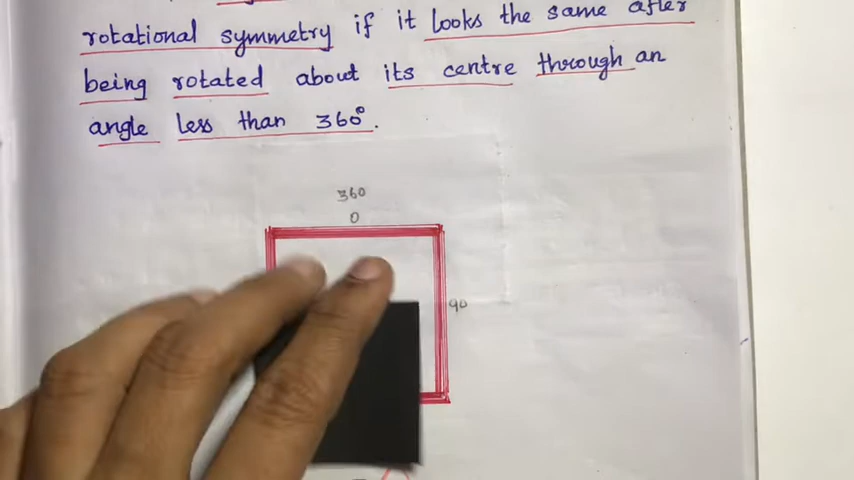 rotational symmetry if it looks the same after
being rotated about its centre through an
angle less than 360°.
360
0
90